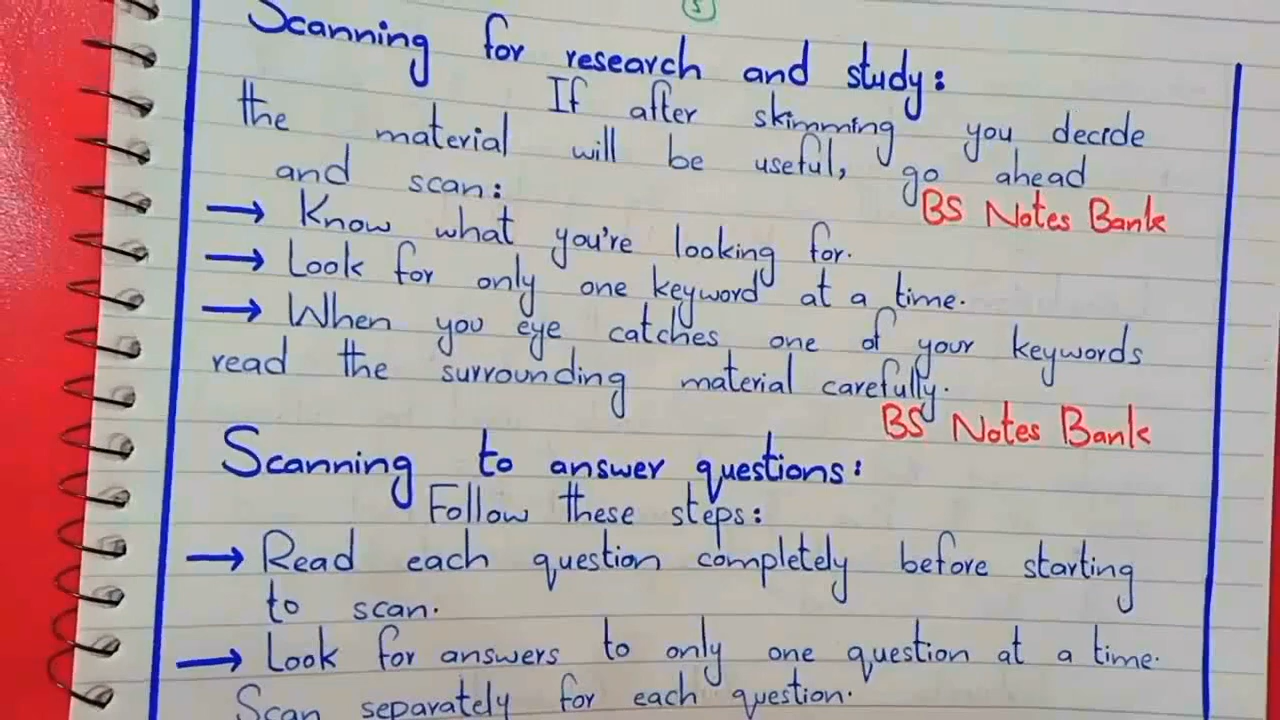 5
Scanning for research and study:
If after skimming you decide
the material will be useful, go ahead
and scan:
BS Notes Bank
→ Know what you're looking for.
→ Look for only one keyword at a time.
→ When you eye catches one of your keywords
read the surrounding material carefully.
BS Notes Bank
Scanning to answer questions:
Follow these steps:
→ Read each question completely before starting
to scan.
→ Look for answers to only one question at a time.
Scan separately for each question.